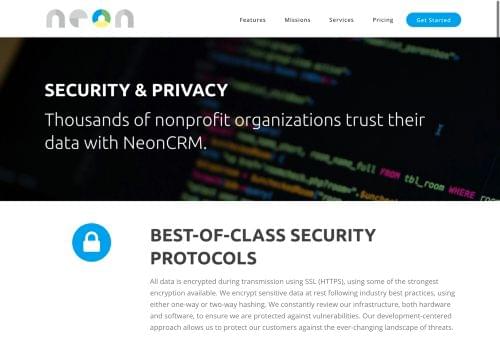 neon
Features Missions Services Pricing Get Started
SECURITY & PRIVACY
Thousands of nonprofit organizations trust their
data with NeonCRM.
room_name_full FROM tbl_room WHERE
BEST-OF-CLASS SECURITY
PROTOCOLS
All data is encrypted during transmission using SSL (HTTPS), using some of the strongest
encryption available. We encrypt sensitive data at rest following industry best practices, using
either one-way or two-way hashing. We constantly review our infrastructure, both hardware
and software, to ensure we are protected against vulnerabilities. Our development-centered
approach allows us to protect our customers against the ever-changing landscape of threats.